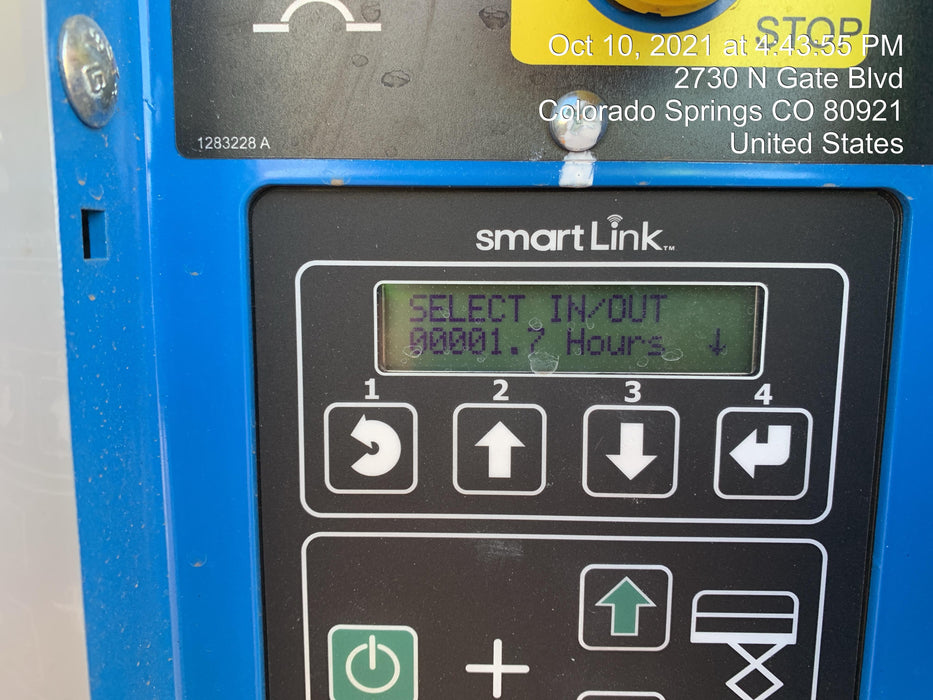 STOP
Oct 10, 2021 at 4:43:55 PM
2730 N Gate Blvd
Colorado Springs CO 80921
United States
1283228 A
smartLink™
SELECT IN/OUT
00001.7 Hours ↓
1 2 3 4